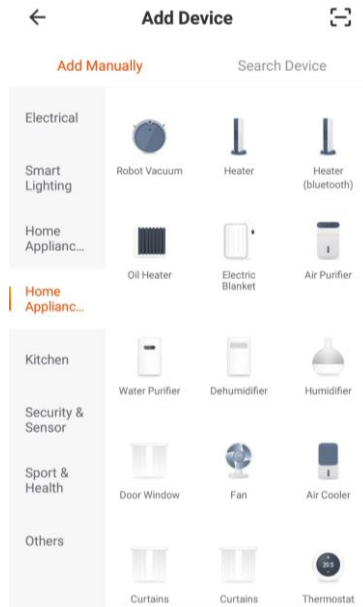 Add Device
Add Manually
Search Device
Electrical
Smart
Lighting
Home
Applianc...
Home
Applianc...
Kitchen
Security &
Sensor
Sport &
Health
Others
Robot Vacuum
Heater
Heater
(bluetooth)
Oil Heater
Electric
Blanket
Air Purifier
Water Purifier
Dehumidifier
Humidifier
Door Window
Fan
Air Cooler
20.5
Curtains
Curtains
Thermostat